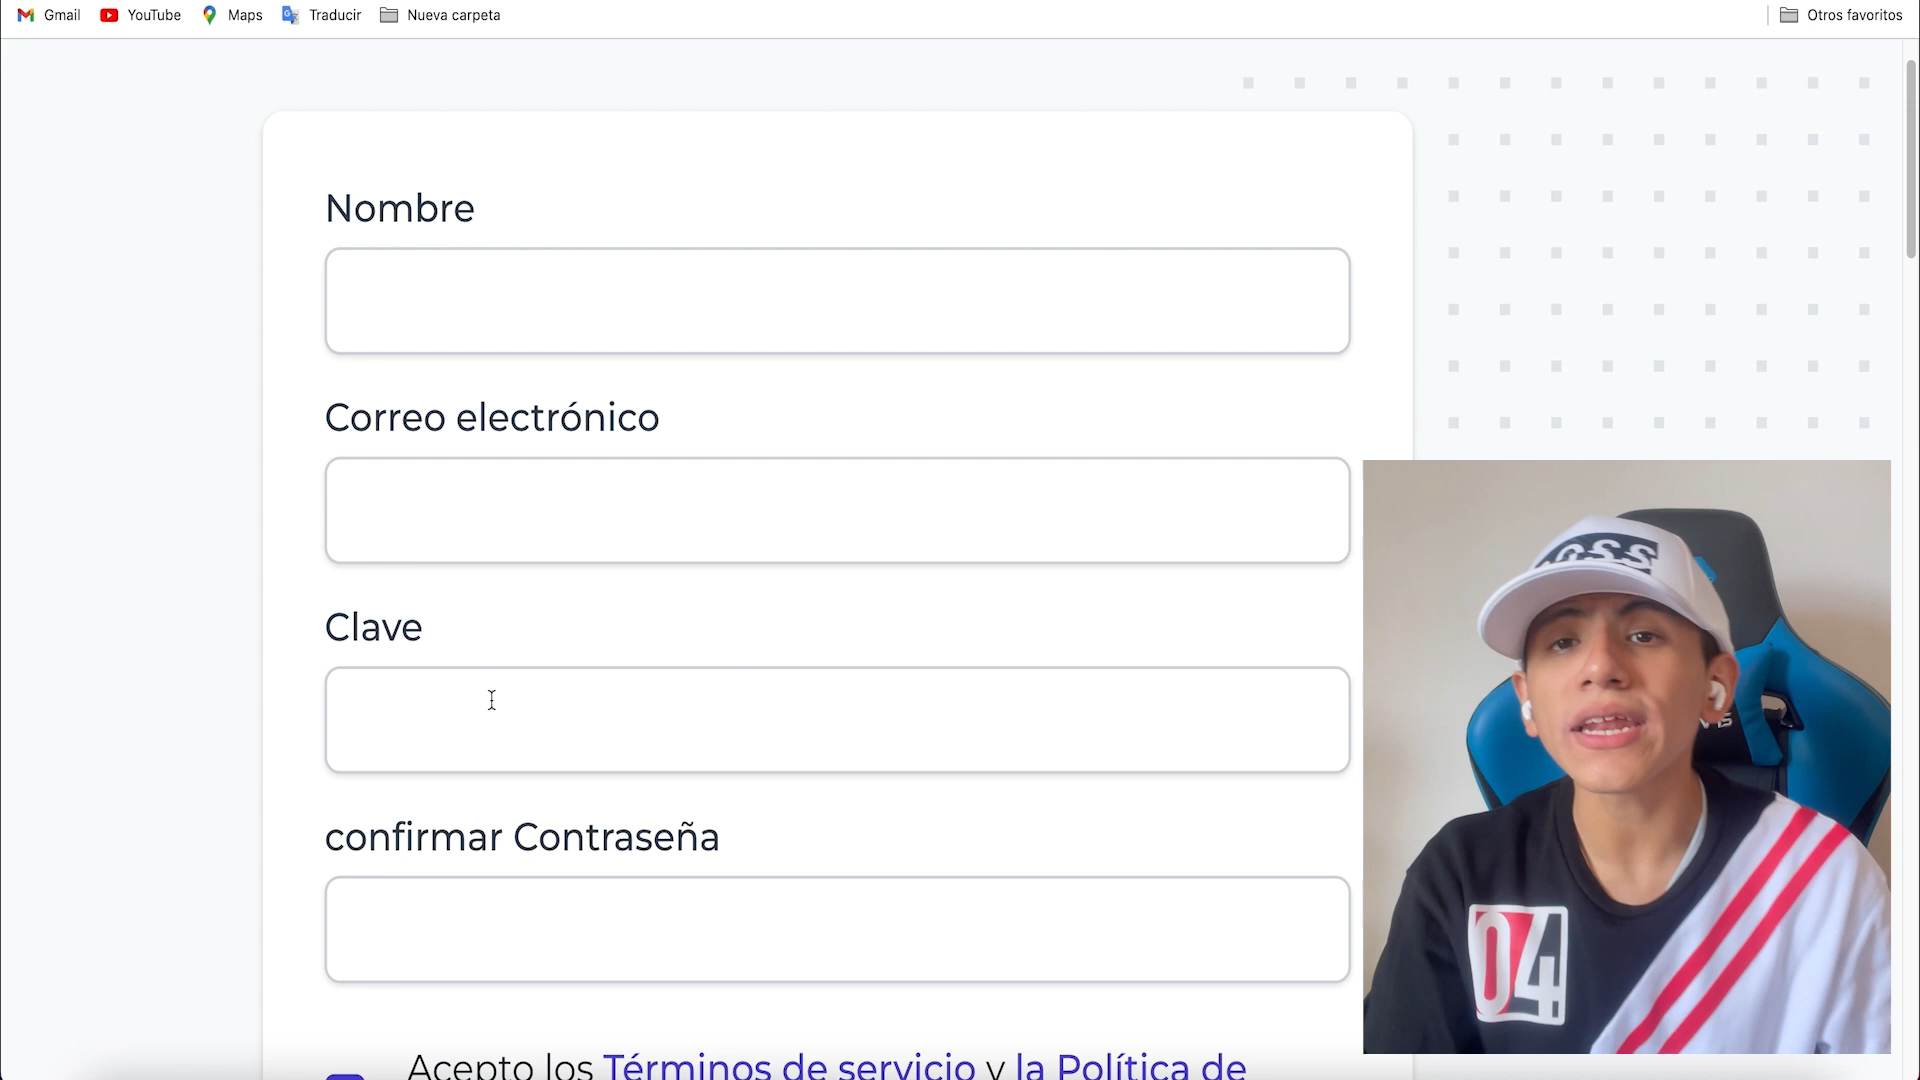 Gmail YouTube Maps Traducir Nueva carpeta Otros favoritos
Nombre
Correo electrónico
Clave
confirmar Contraseña
Acepto los Términos de servicio y la Política de
04